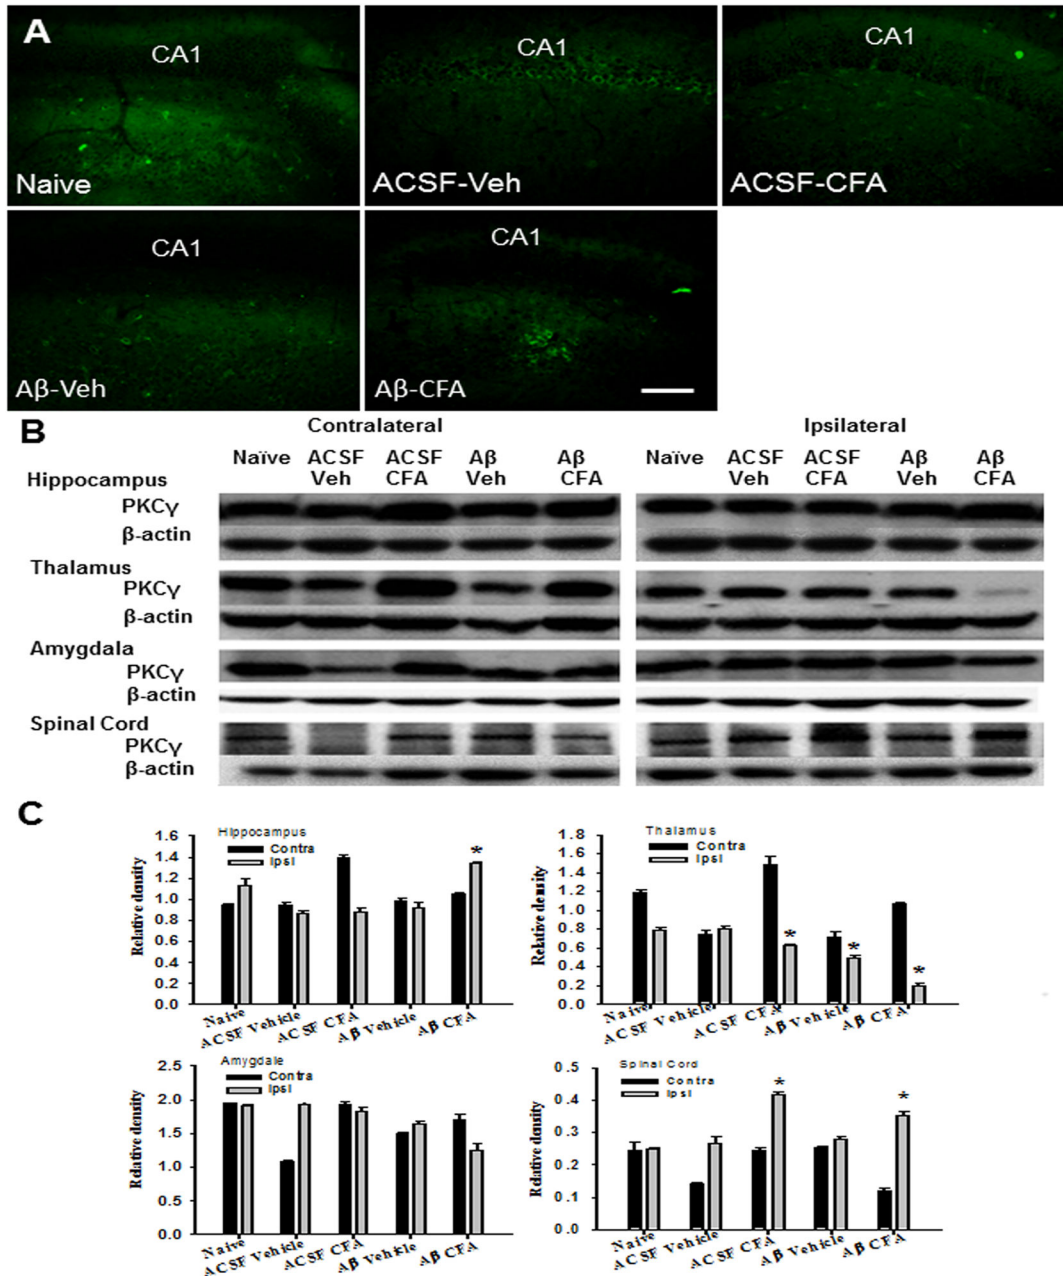 A
CA1
CA1
CA1
Naive
ACSF-Veh
ACSF-CFA
CA1
CA1
Aβ-Veh
Aβ-CFA
B
Contralateral
Ipsilateral
Naïve ACSF Veh ACSF CFA Aβ Veh Aβ CFA
Naïve ACSF Veh ACSF CFA Aβ Veh Aβ CFA
Hippocampus
PKCγ
β-actin
Thalamus
PKCγ
β-actin
Amygdala
PKCγ
β-actin
Spinal Cord
PKCγ
β-actin
C
Hippocampus
Contra
Ipsi
*
Relative density
1.6
1.4
1.2
1.0
0.8
0.6
0.4
0.2
0.0
Naive
ACSF Vehicle
ACSF CFA
Aβ Vehicle
Aβ CFA
Thalamus
Contra
Ipsi
*
*
*
Relative density
1.8
1.6
1.4
1.2
1.0
0.8
0.6
0.4
0.2
0.0
Naive
ACSF Vehicle
ACSF CFA
Aβ Vehicle
Aβ CFA
Amygdale
Contra
Ipsi
Relative density
2.5
2.0
1.5
1.0
0.5
0.0
Naive
ACSF Vehicle
ACSF CFA
Aβ Vehicle
Aβ CFA
Spinal Cord
Contra
Ipsi
*
*
Relative density
0.5
0.4
0.3
0.2
0.1
0.0
Naive
ACSF Vehicle
ACSF CFA
Aβ Vehicle
Aβ CFA